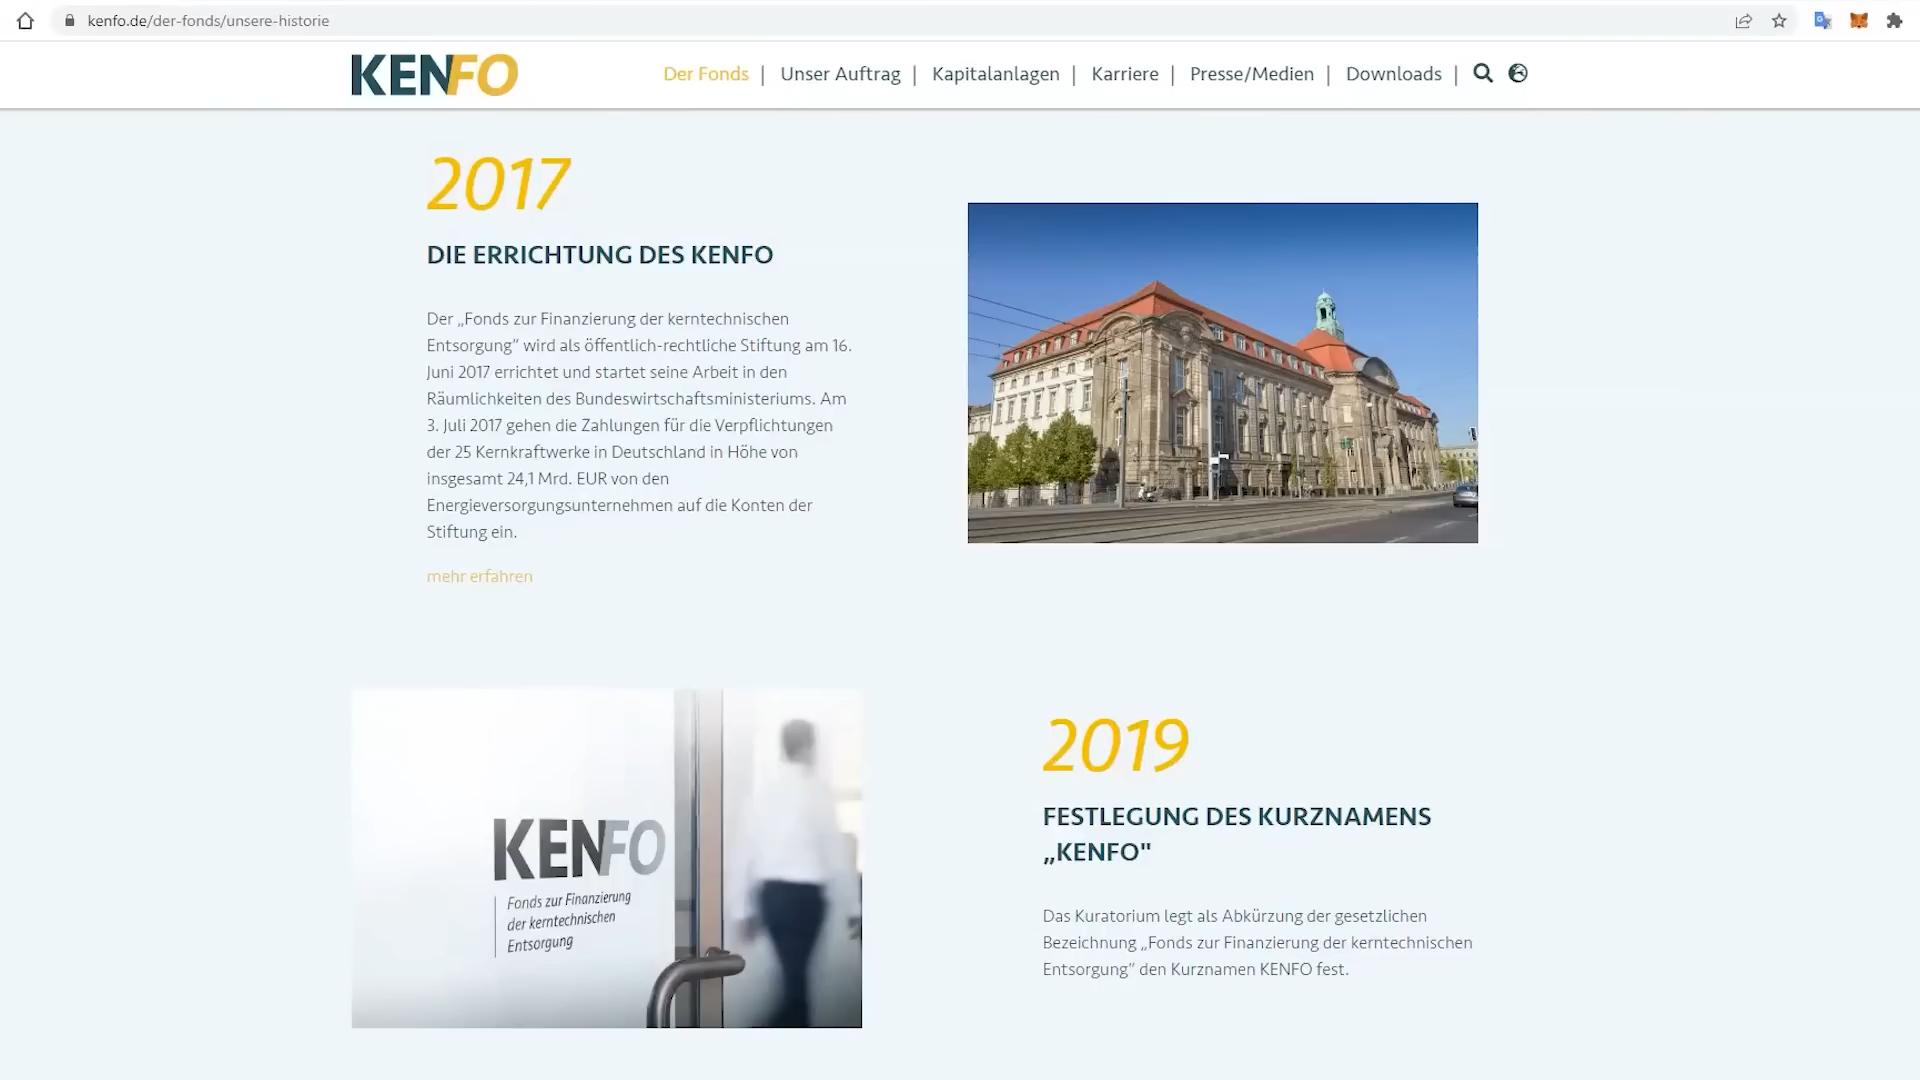 kenfo.de/der-fonds/unsere-historie
KENFO
Der Fonds | Unser Auftrag | Kapitalanlagen | Karriere | Presse/Medien | Downloads |
2017
DIE ERRICHTUNG DES KENFO
Der „Fonds zur Finanzierung der kerntechnischen
Entsorgung“ wird als öffentlich-rechtliche Stiftung am 16.
Juni 2017 errichtet und startet seine Arbeit in den
Räumlichkeiten des Bundeswirtschaftsministeriums. Am
3. Juli 2017 gehen die Zahlungen für die Verpflichtungen
der 25 Kernkraftwerke in Deutschland in Höhe von
insgesamt 24,1 Mrd. EUR von den
Energieversorgungsunternehmen auf die Konten der
Stiftung ein.
mehr erfahren
KENFO
Fonds zur Finanzierung
der kerntechnischen
Entsorgung
2019
FESTLEGUNG DES KURZNAMENS
„KENFO"
Das Kuratorium legt als Abkürzung der gesetzlichen
Bezeichnung „Fonds zur Finanzierung der kerntechnischen
Entsorgung“ den Kurznamen KENFO fest.